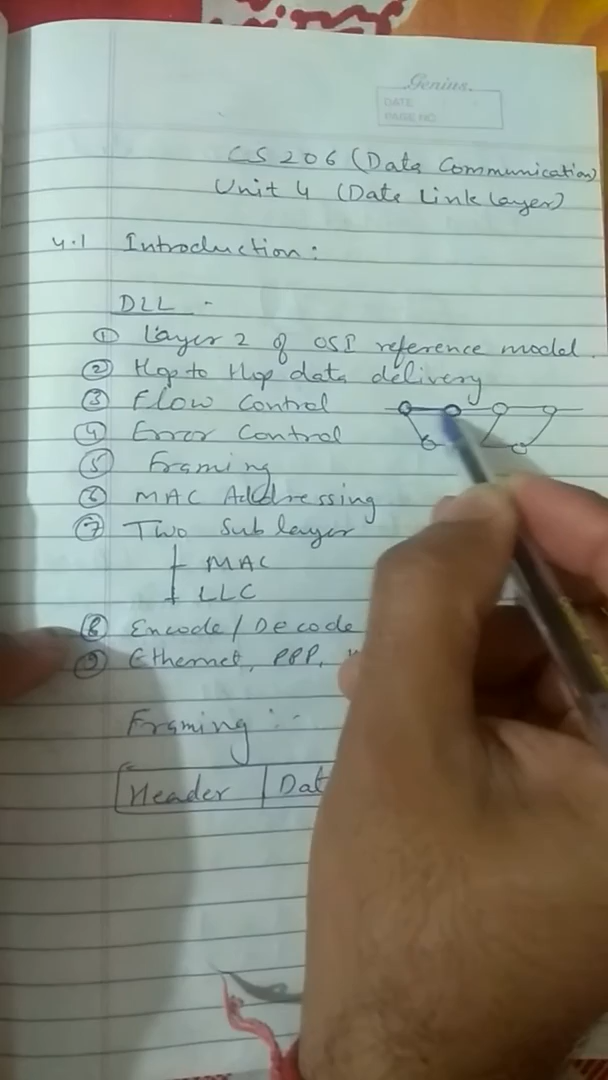 Genius
DATE
PAGE NO
CS 206 (Data Communication)
Unit 4 (Data Link Layer)
4.1 Introduction :
DLL -
① Layer 2 of OSI reference model.
② Hop to Hop data delivery
③ Flow Control
④ Error Control
⑤ Framing
⑥ MAC Addressing
⑦ Two Sub layer
MAC
LLC
⑧ Encode / Decode
⑨ Ethernet, PPP,
Framing :-
Header | Dat